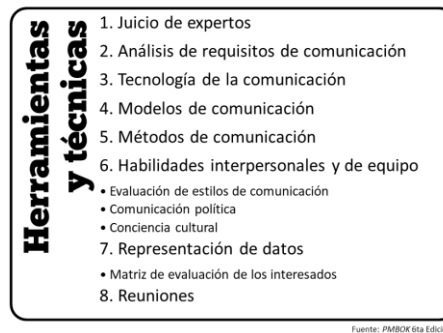 Herramientas
y técnicas
1. Juicio de expertos
2. Análisis de requisitos de comunicación
3. Tecnología de la comunicación
4. Modelos de comunicación
5. Métodos de comunicación
6. Habilidades interpersonales y de equipo
• Evaluación de estilos de comunicación
• Comunicación política
• Conciencia cultural
7. Representación de datos
• Matriz de evaluación de los interesados
8. Reuniones
Fuente: PMBOK 6ta Edici